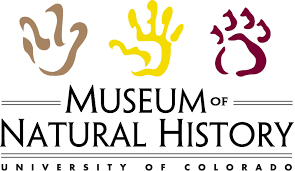 MUSEUM OF
NATURAL HISTORY
UNIVERSITY OF COLORADO